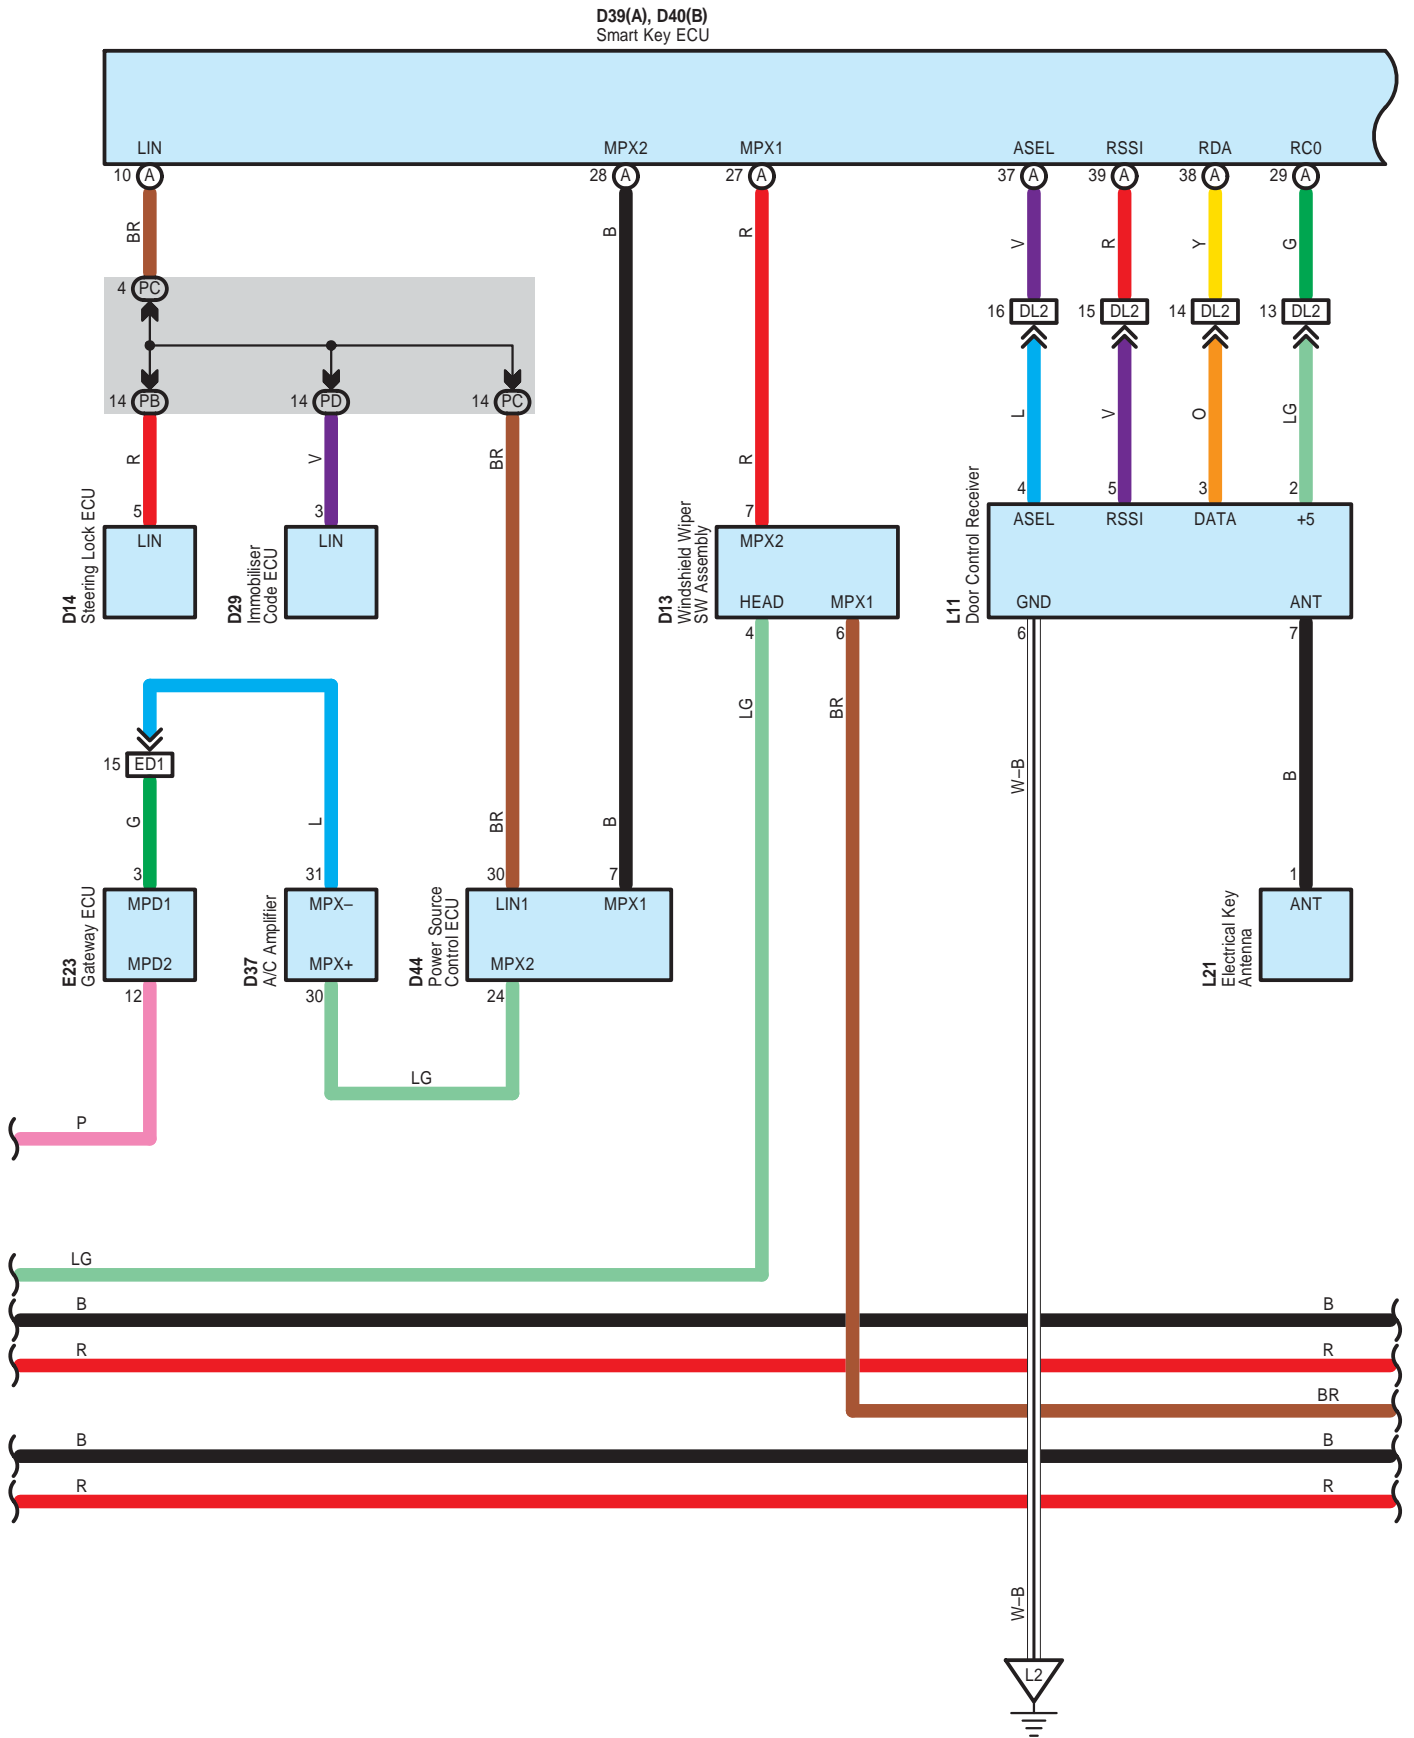 D39(A), D40(B)
Smart Key ECU
LIN MPX2 MPX1 ASEL RSSI RDA RC0
10 A 28 A 27 A 37 A 39 A 38 A 29 A
BR B R V R Y G
4 PC
16 DL2 15 DL2 14 DL2 13 DL2
14 PB 14 PD 14 PC
R V BR R L V O LG
5 3 7 4 5 3 2
D14
Steering Lock ECU
LIN
D29
Immobiliser
Code ECU
LIN
D13
Windshield Wiper
SW Assembly
MPX2
HEAD MPX1
L11
Door Control Receiver
ASEL RSSI DATA +5
GND ANT
4 6 6 7
LG BR
15 ED1
W–B B
G L BR B
3 31 30 7 1
E23
Gateway ECU
MPD1
MPD2
D37
A/C Amplifier
MPX–
MPX+
D44
Power Source
Control ECU
LIN1 MPX1
MPX2
L21
Electrical Key
Antenna
ANT
12 30 24
LG
P
LG
B B
R R
BR
B B
R R
W–B
L2